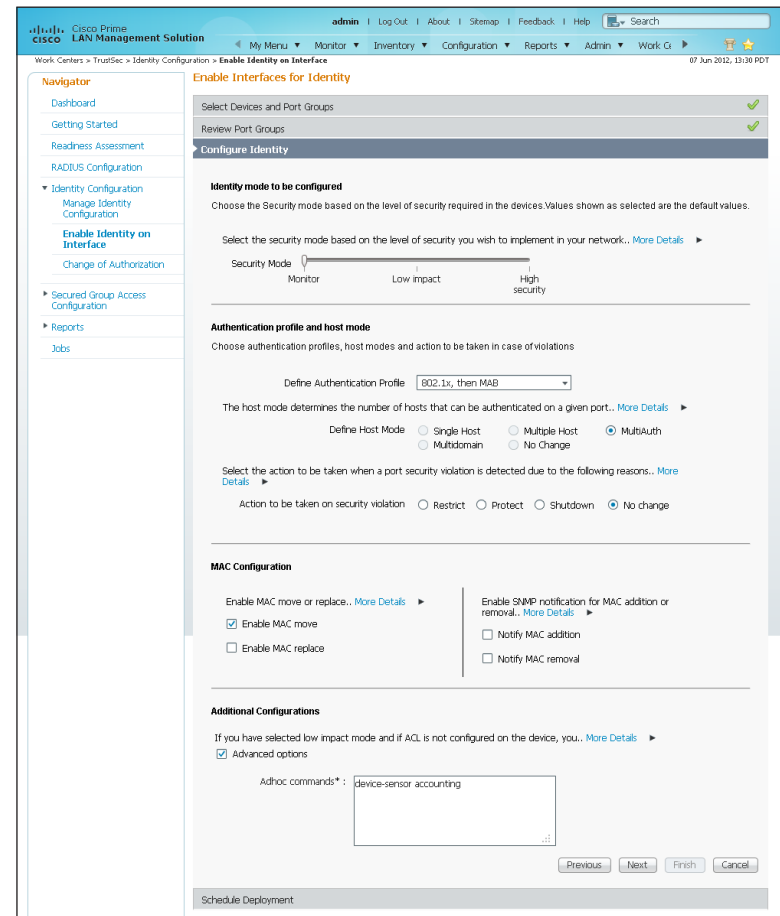 admin | Log Out | About | Sitemap | Feedback | Help Search
cisco Cisco Prime
LAN Management Solution
My Menu Monitor Inventory Configuration Reports Admin Work Ce
Work Centers > TrustSec > Identity Configuration > Enable Identity on Interface 07 Jun 2012, 13:30 PDT
Navigator
Dashboard
Getting Started
Readiness Assessment
RADIUS Configuration
Identity Configuration
Manage Identity
Configuration
Enable Identity on
Interface
Change of Authorization
Secured Group Access
Configuration
Reports
Jobs
Enable Interfaces for Identity
Select Devices and Port Groups
Review Port Groups
Configure Identity
Identity mode to be configured
Choose the Security mode based on the level of security required in the devices.Values shown as selected are the default values.
Select the security mode based on the level of security you wish to implement in your network.. More Details
Security Mode
Monitor Low impact High
security
Authentication profile and host mode
Choose authentication profiles, host modes and action to be taken in case of violations
Define Authentication Profile 802.1x, then MAB
The host mode determines the number of hosts that can be authenticated on a given port.. More Details
Define Host Mode Single Host Multiple Host MultiAuth
Multidomain No Change
Select the action to be taken when a port security violation is detected due to the following reasons.. More
Details
Action to be taken on security violation Restrict Protect Shutdown No change
MAC Configuration
Enable MAC move or replace.. More Details
Enable MAC move
Enable MAC replace
Enable SNMP notification for MAC addition or
removal.. More Details
Notify MAC addition
Notify MAC removal
Additional Configurations
If you have selected low impact mode and if ACL is not configured on the device, you.. More Details
Advanced options
Adhoc commands* : device-sensor accounting
Previous Next Finish Cancel
Schedule Deployment